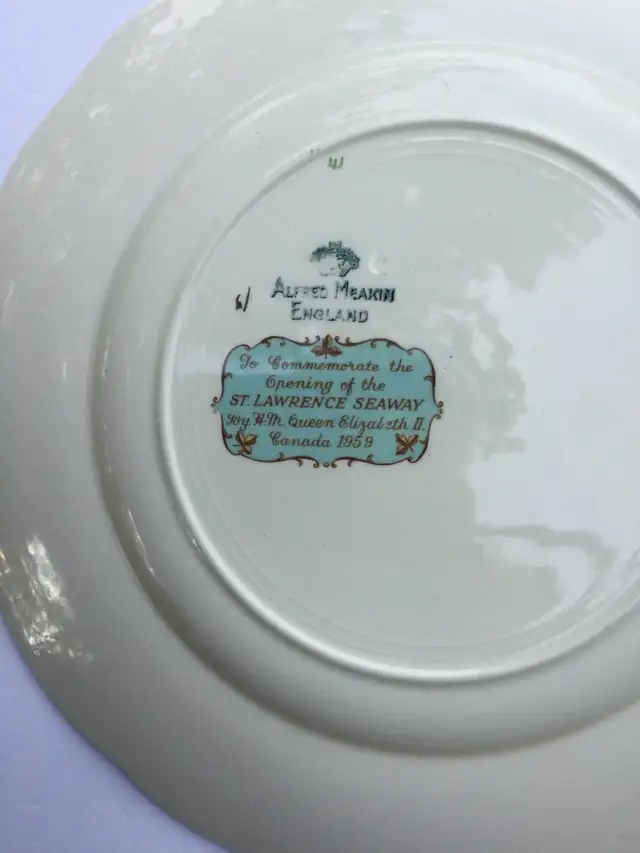 ALFRED MEAKIN
ENGLAND
To Commemorate the
Opening of the
ST. LAWRENCE SEAWAY
By H.M. Queen Elizabeth II.
Canada 1959